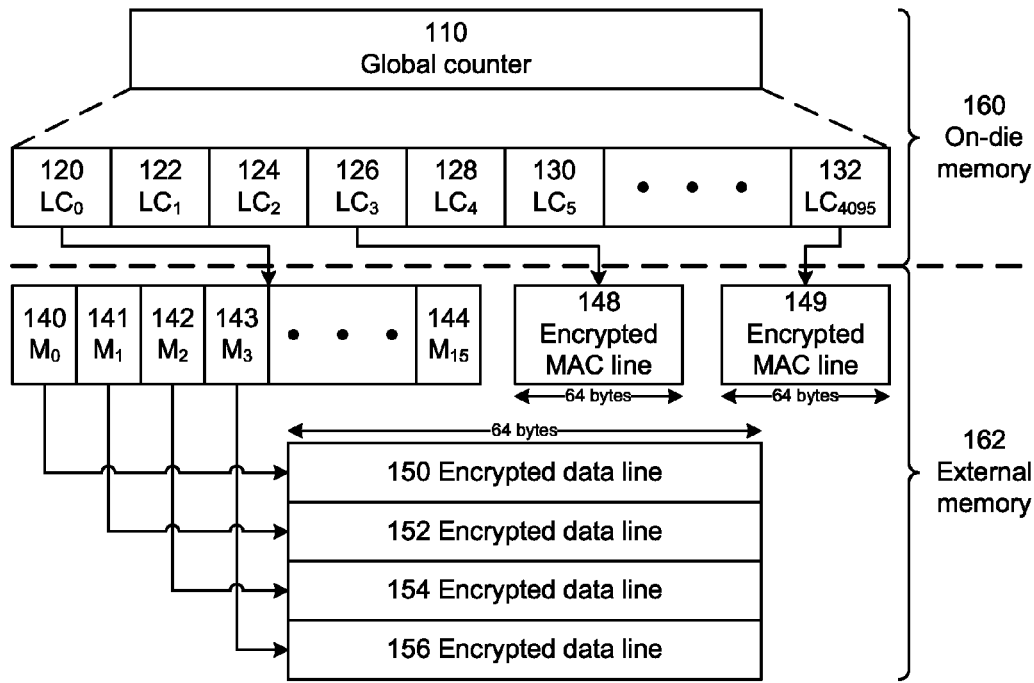 110
Global counter
160
On-die
memory
120 122 124 126 128 130 • • • 132
LC0 LC1 LC2 LC3 LC4 LC5 LC4095
140 141 142 143 • • • 144
M0 M1 M2 M3 M15
148
Encrypted
MAC line
149
Encrypted
MAC line
64 bytes
64 bytes
64 bytes
150 Encrypted data line
152 Encrypted data line
154 Encrypted data line
156 Encrypted data line
162
External
memory